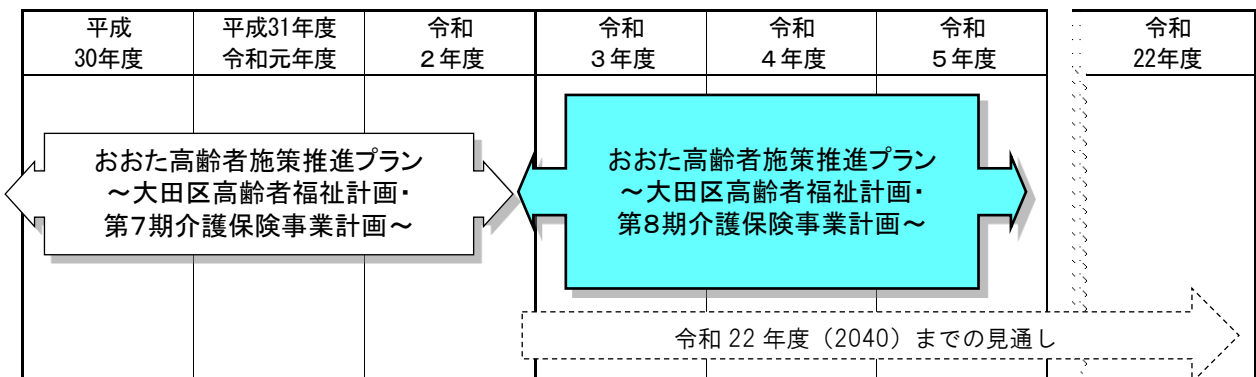 平成
30年度
平成31年度
令和元年度
令和
２年度
令和
３年度
令和
４年度
令和
５年度
令和
22年度
おおた高齢者施策推進プラン
～大田区高齢者福祉計画・
第７期介護保険事業計画～
おおた高齢者施策推進プラン
～大田区高齢者福祉計画・
第８期介護保険事業計画～
令和 22 年度（2040）までの見通し